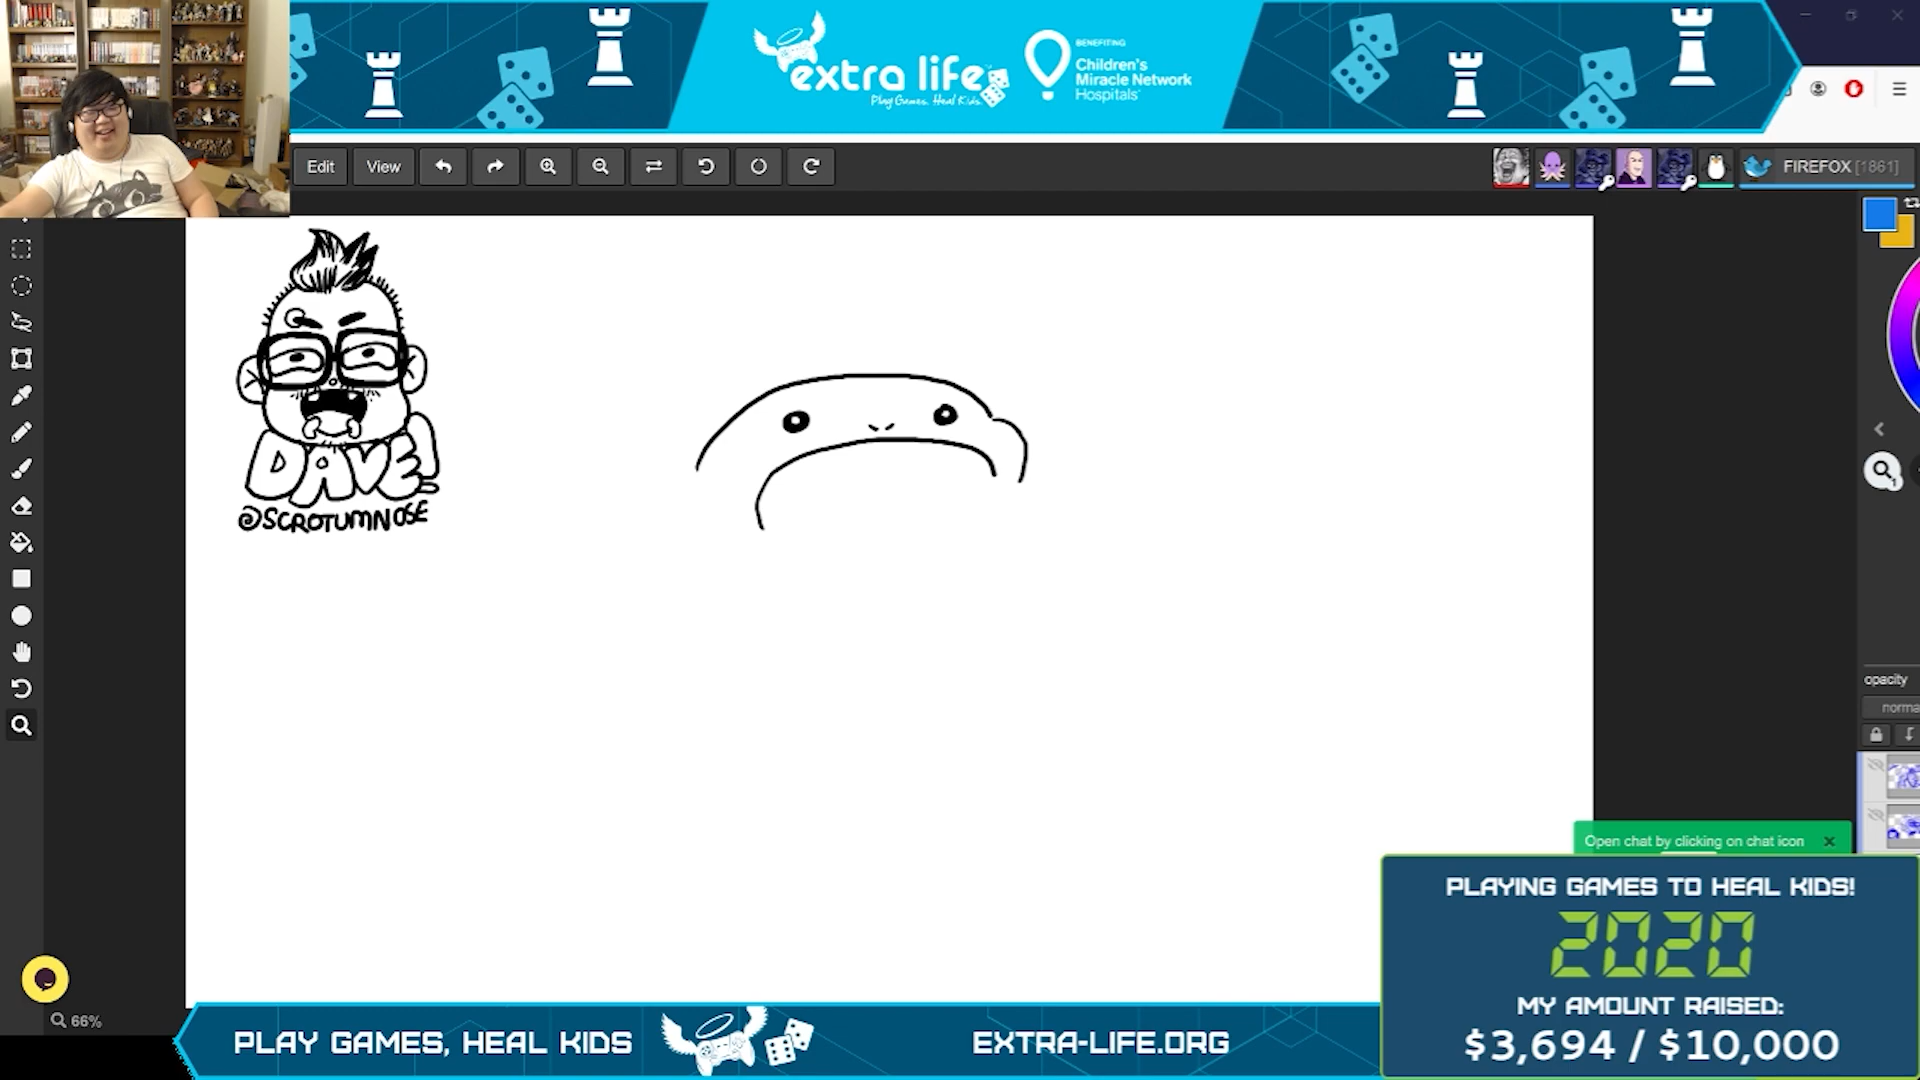 extra life
Play Games. Heal Kids.
BENEFITING
Children's
Miracle Network
Hospitals
Edit
View
FIREFOX [1861]
DAVE!
@SCROTUMNOSE
opacity
norma
Open chat by clicking on chat icon
PLAYING GAMES TO HEAL KIDS!
2020
MY AMOUNT RAISED:
$3,694 / $10,000
66%
PLAY GAMES, HEAL KIDS
EXTRA-LIFE.ORG